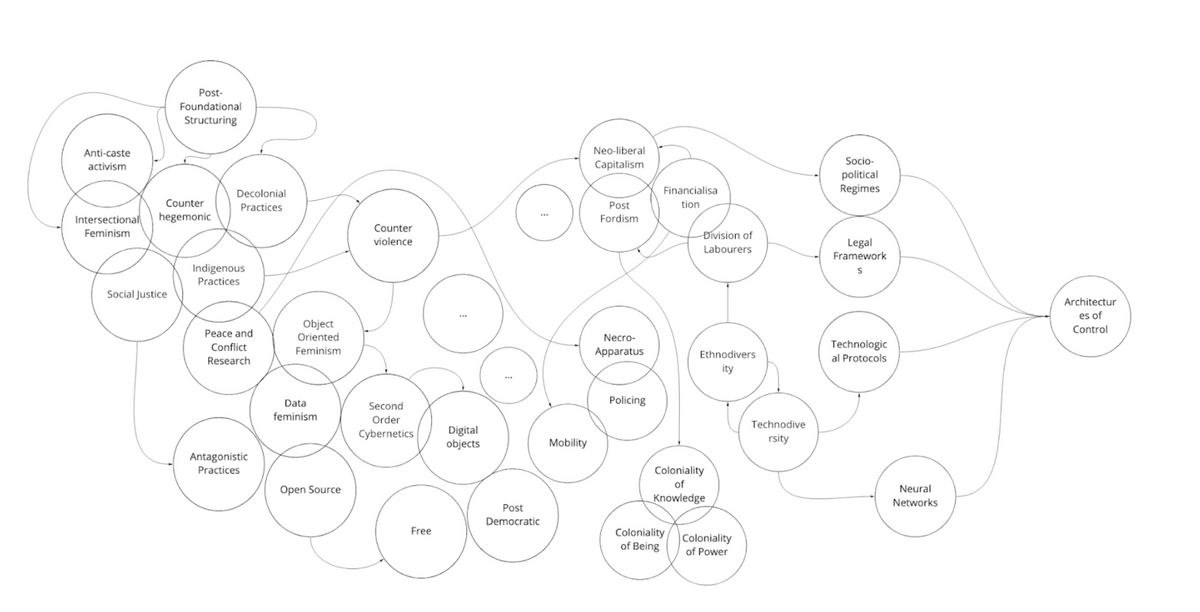 Post-
Foundational
Structuring
Anti-caste
activism
Counter
hegemonic
Decolonial
Practices
Intersectional
Feminism
Indigenous
Practices
Social Justice
Peace and
Conflict
Research
Object
Oriented
Feminism
Counter
violence
Data
feminism
Second
Order
Cybernetics
Digital
objects
Antagonistic
Practices
Open Source
Free
Post
Democratic
...
...
...
Neo-liberal
Capitalism
Post
Fordism
Financialisa
tion
Division of
Labourers
Necro-
Apparatus
Policing
Mobility
Ethnodivers
ity
Technodive
rsity
Coloniality
of
Knowledge
Coloniality
of Being
Coloniality
of Power
Socio-
political
Regimes
Legal
Framework
s
Technologic
al Protocols
Neural
Networks
Architectur
es of
Control